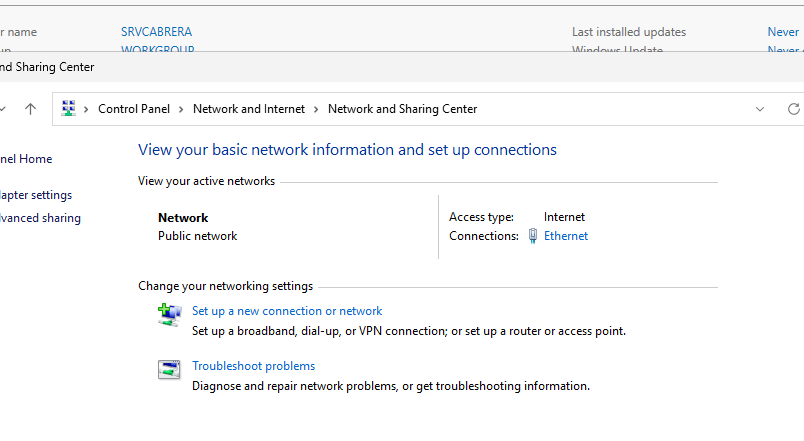 er name SRVCABRERA Last installed updates Never
WORKGROUP Windows Update Never
nd Sharing Center
Control Panel > Network and Internet > Network and Sharing Center
View your basic network information and set up connections
nel Home
View your active networks
apter settings
Network Access type: Internet
dvanced sharing
Public network Connections: Ethernet
Change your networking settings
Set up a new connection or network
Set up a broadband, dial-up, or VPN connection; or set up a router or access point.
Troubleshoot problems
Diagnose and repair network problems, or get troubleshooting information.